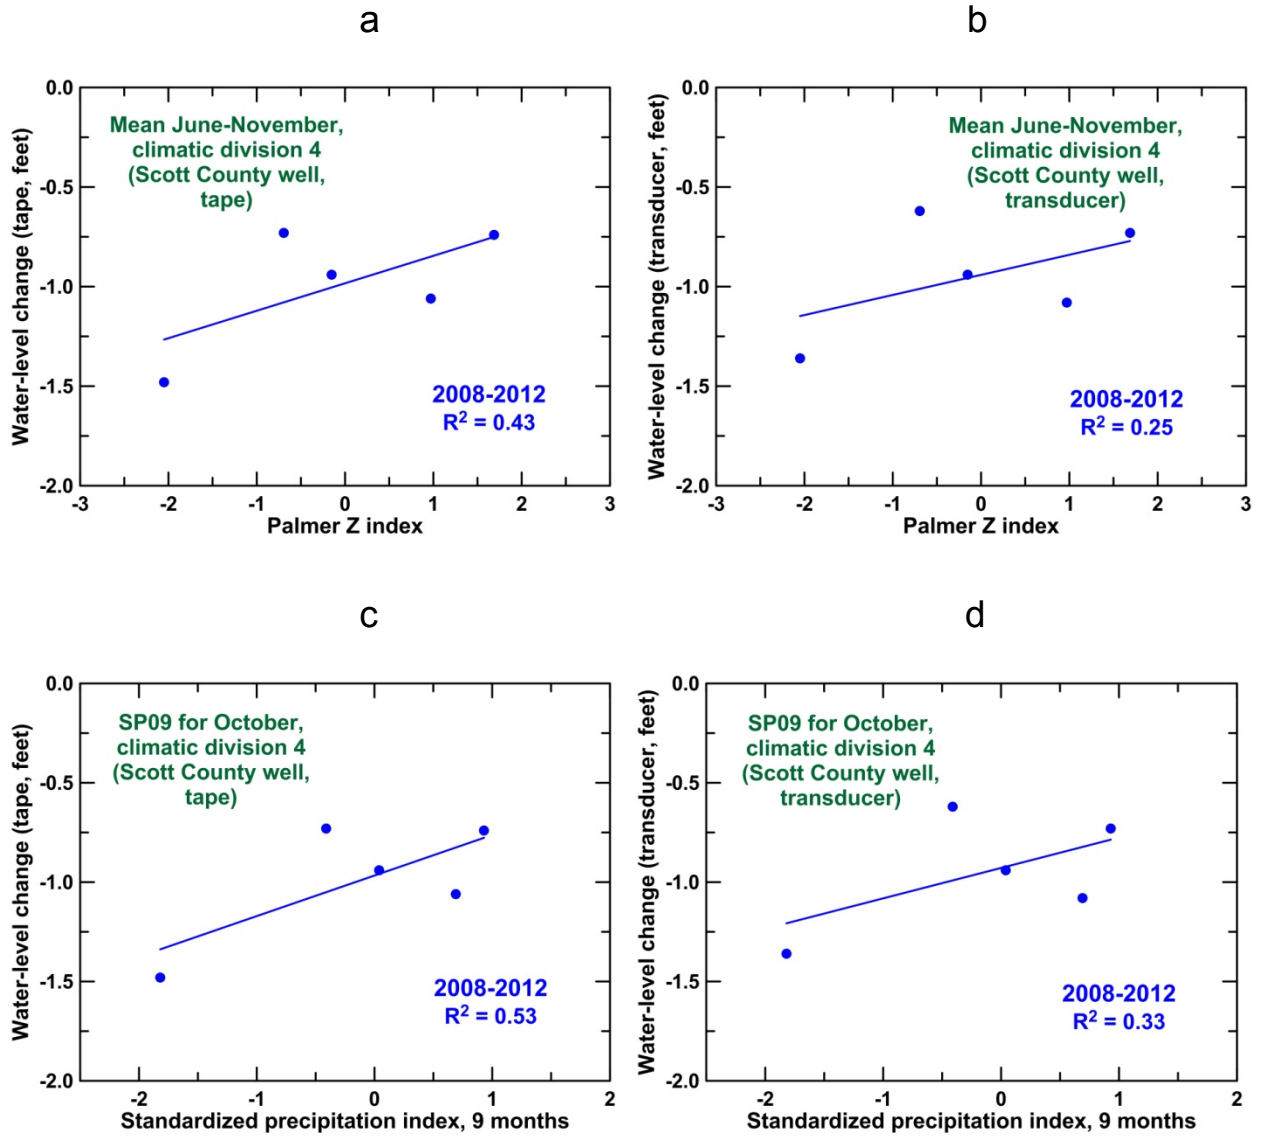 a
b
0.0
-0.5
-1.0
-1.5
-2.0
Water-level change (tape, feet)
Mean June-November,
climatic division 4
(Scott County well,
tape)
2008-2012
R² = 0.43
-3 -2 -1 0 1 2 3
Palmer Z index
0.0
-0.5
-1.0
-1.5
-2.0
Water-level change (transducer, feet)
Mean June-November,
climatic division 4
(Scott County well,
transducer)
2008-2012
R² = 0.25
-3 -2 -1 0 1 2 3
Palmer Z index
c
d
0.0
-0.5
-1.0
-1.5
-2.0
Water-level change (tape, feet)
SP09 for October,
climatic division 4
(Scott County well,
tape)
2008-2012
R² = 0.53
-2 -1 0 1 2
Standardized precipitation index, 9 months
0.0
-0.5
-1.0
-1.5
-2.0
Water-level change (transducer, feet)
SP09 for October,
climatic division 4
(Scott County well,
transducer)
2008-2012
R² = 0.33
-2 -1 0 1 2
Standardized precipitation index, 9 months